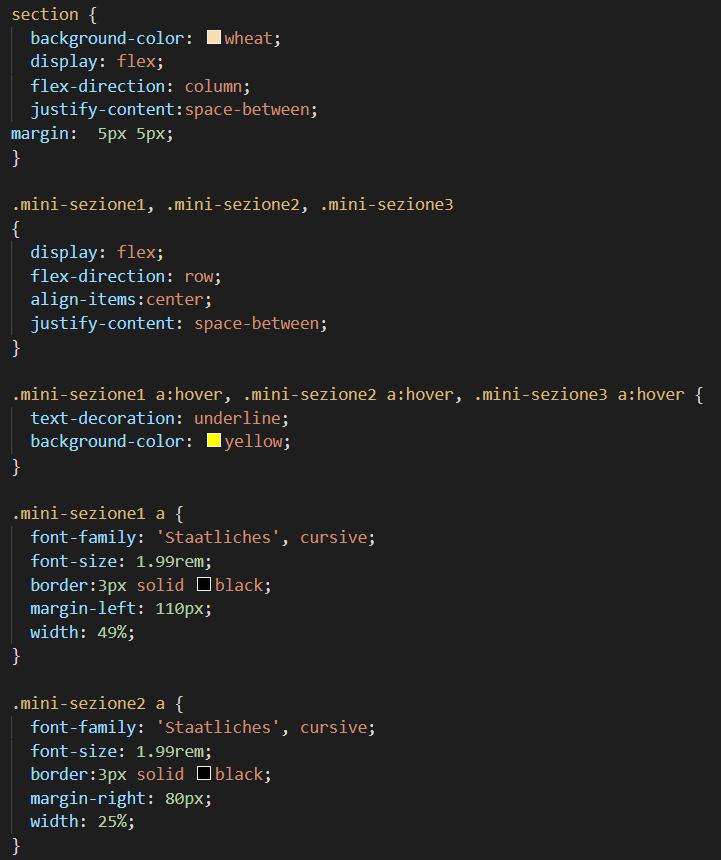 section {
  background-color: wheat;
  display: flex;
  flex-direction: column;
  justify-content:space-between;
margin:  5px 5px;
}

.mini-sezione1, .mini-sezione2, .mini-sezione3
{
  display: flex;
  flex-direction: row;
  align-items:center;
  justify-content: space-between;
}

.mini-sezione1 a:hover, .mini-sezione2 a:hover, .mini-sezione3 a:hover {
  text-decoration: underline;
  background-color: yellow;
}

.mini-sezione1 a {
  font-family: 'Staatliches', cursive;
  font-size: 1.99rem;
  border:3px solid black;
  margin-left: 110px;
  width: 49%;
}

.mini-sezione2 a {
  font-family: 'Staatliches', cursive;
  font-size: 1.99rem;
  border:3px solid black;
  margin-right: 80px;
  width: 25%;
}